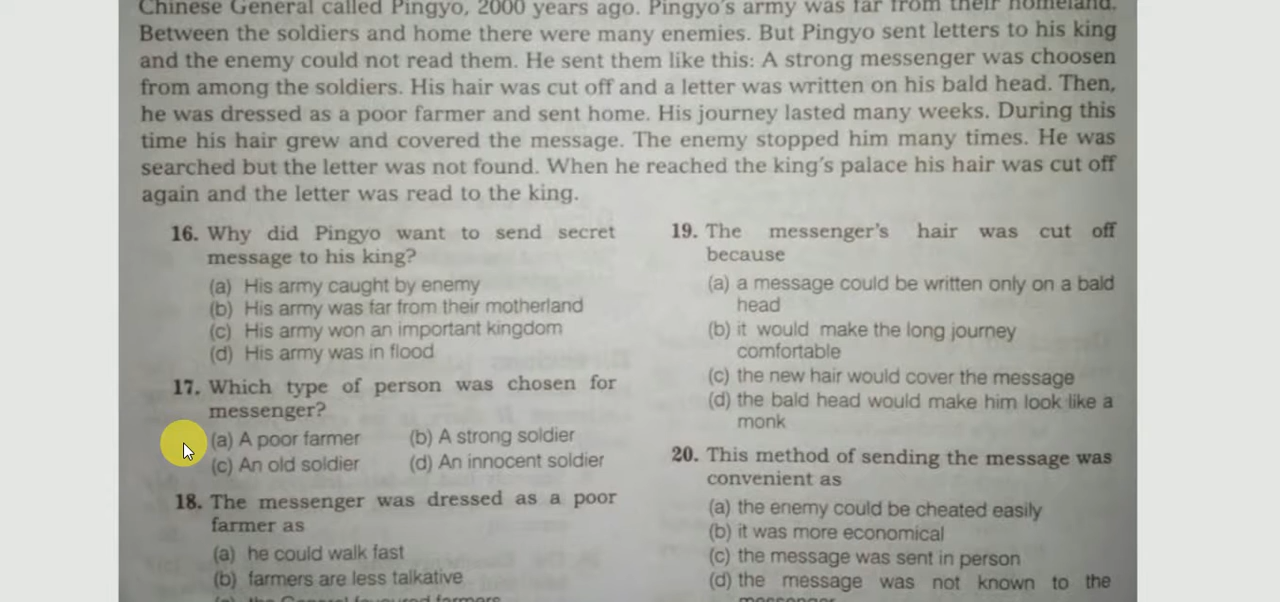 Chinese General called Pingyo, 2000 years ago. Pingyo's army was far from their homeland.
Between the soldiers and home there were many enemies. But Pingyo sent letters to his king
and the enemy could not read them. He sent them like this: A strong messenger was choosen
from among the soldiers. His hair was cut off and a letter was written on his bald head. Then,
he was dressed as a poor farmer and sent home. His journey lasted many weeks. During this
time his hair grew and covered the message. The enemy stopped him many times. He was
searched but the letter was not found. When he reached the king's palace his hair was cut off
again and the letter was read to the king.
16. Why did Pingyo want to send secret
message to his king?
(a) His army caught by enemy
(b) His army was far from their motherland
(c) His army won an important kingdom
(d) His army was in flood
17. Which type of person was chosen for
messenger?
(a) A poor farmer (b) A strong soldier
(c) An old soldier (d) An innocent soldier
18. The messenger was dressed as a poor
farmer as
(a) he could walk fast
(b) farmers are less talkative
(c) the General favoured farmers
19. The messenger's hair was cut off
because
(a) a message could be written only on a bald
head
(b) it would make the long journey
comfortable
(c) the new hair would cover the message
(d) the bald head would make him look like a
monk
20. This method of sending the message was
convenient as
(a) the enemy could be cheated easily
(b) it was more economical
(c) the message was sent in person
(d) the message was not known to the
messenger